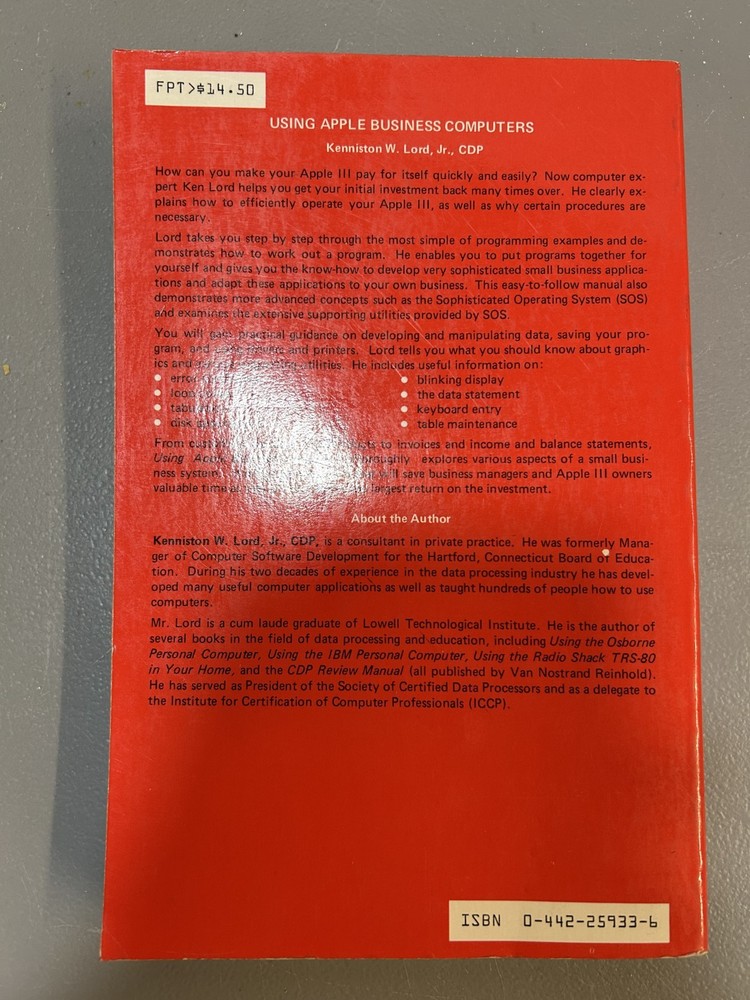 FPT>$14.50
USING APPLE BUSINESS COMPUTERS
Kenniston W. Lord, Jr., CDP
How can you make your Apple III pay for itself quickly and easily? Now computer ex-
pert Ken Lord helps you get your initial investment back many times over. He clearly ex-
plains how to efficiently operate your Apple III, as well as why certain procedures are
necessary.
Lord takes you step by step through the most simple of programming examples and de-
monstrates how to work out a program. He enables you to put programs together for
yourself and gives you the know-how to develop very sophisticated small business applica-
tions and adapt these applications to your own business. This easy-to-follow manual also
demonstrates more advanced concepts such as the Sophisticated Operating System (SOS)
and examines the extensive supporting utilities provided by SOS.
You will gain practical guidance on developing and manipulating data, saving your pro-
gram, and drivers and printers. Lord tells you what you should know about graph-
ics and utilities. He includes useful information on:
• error
• blinking display
• the data statement
• keyboard entry
• disk
• table maintenance
From to invoices and income and balance statements,
Using explores various aspects of a small busi-
ness will save business managers and Apple III owners
valuable time largest return on the investment.
About the Author
Kenniston W. Lord, Jr., CDP, is a consultant in private practice. He was formerly Mana-
ger of Computer Software Development for the Hartford, Connecticut Board of Educa-
tion. During his two decades of experience in the data processing industry he has devel-
oped many useful computer applications as well as taught hundreds of people how to use
computers.
Mr. Lord is a cum laude graduate of Lowell Technological Institute. He is the author of
several books in the field of data processing and education, including Using the Osborne
Personal Computer, Using the IBM Personal Computer, Using the Radio Shack TRS-80
in Your Home, and the CDP Review Manual (all published by Van Nostrand Reinhold).
He has served as President of the Society of Certified Data Processors and as a delegate to
the Institute for Certification of Computer Professionals (ICCP).
ISBN 0-442-25933-6